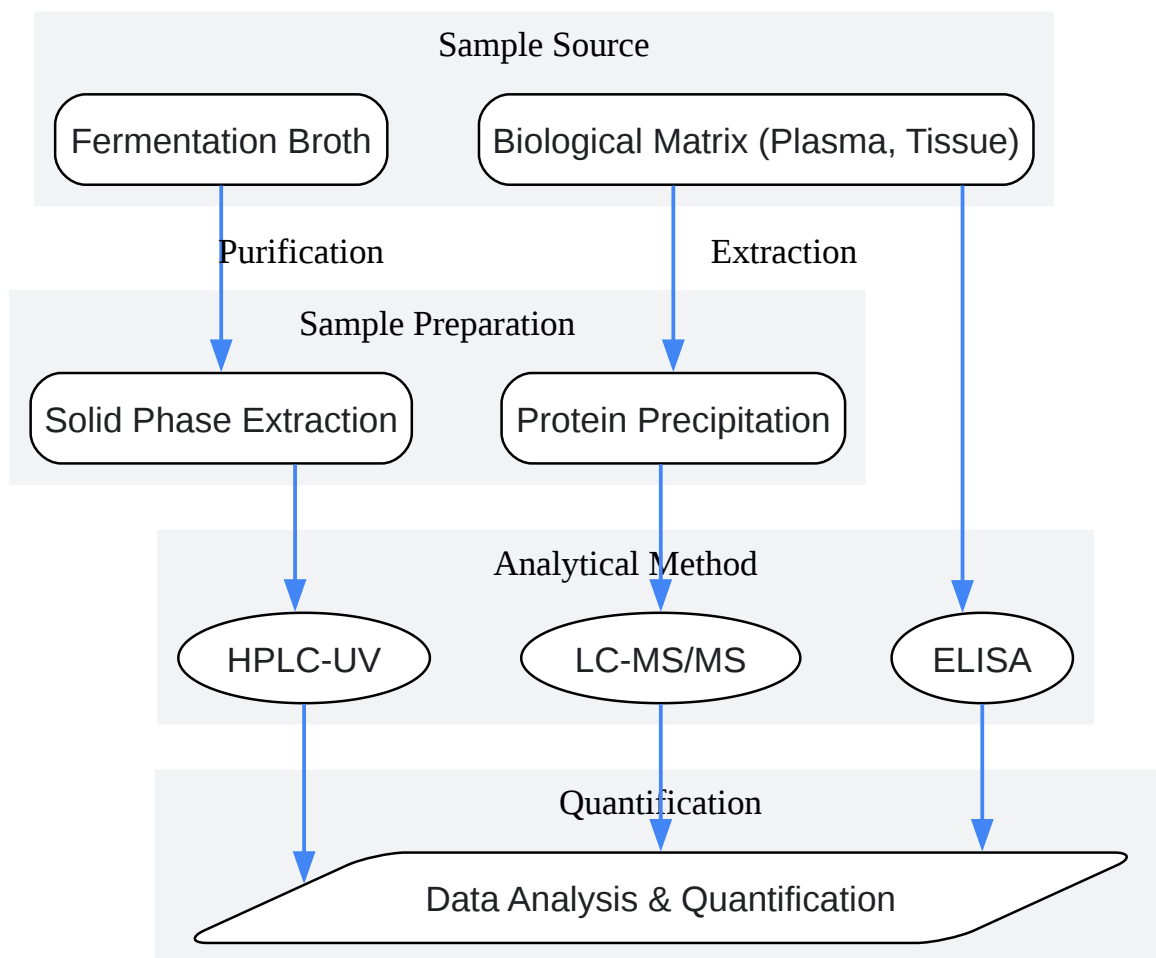 Sample Source
Fermentation Broth
Biological Matrix (Plasma, Tissue)
Purification
Extraction
Sample Preparation
Solid Phase Extraction
Protein Precipitation
Analytical Method
HPLC-UV
LC-MS/MS
ELISA
Quantification
Data Analysis & Quantification